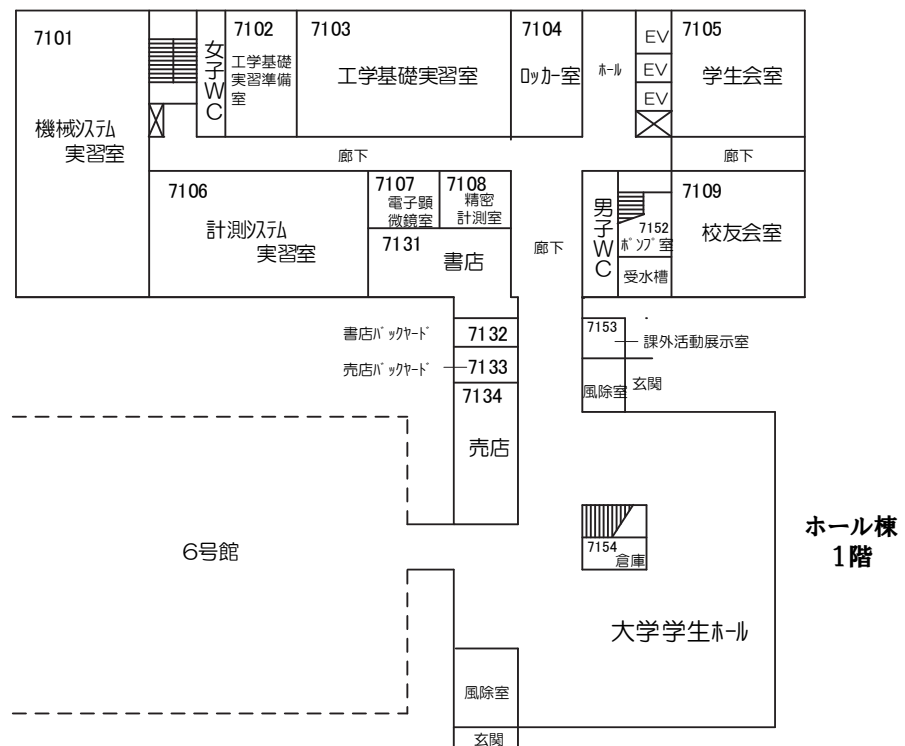 7101
機械ｼｽﾃﾑ
実習室
女子WC
7102
工学基礎
実習準備
室
7103
工学基礎実習室
7104
ﾛｯｶｰ室
ﾎｰﾙ
EV
EV
EV
7105
学生会室
廊下
廊下
7106
計測ｼｽﾃﾑ
実習室
7107
電子顕
微鏡室
7108
精密
計測室
7131
書店
廊下
男子WC
7152
ﾎﾟﾝﾌﾟ室
受水槽
7109
校友会室
書店ﾊﾞｯｸﾔｰﾄﾞ
7132
売店ﾊﾞｯｸﾔｰﾄﾞ
7133
7134
売店
7153
課外活動展示室
風除室
玄関
6号館
7154
倉庫
大学学生ﾎｰﾙ
風除室
玄関
ホール棟
1階